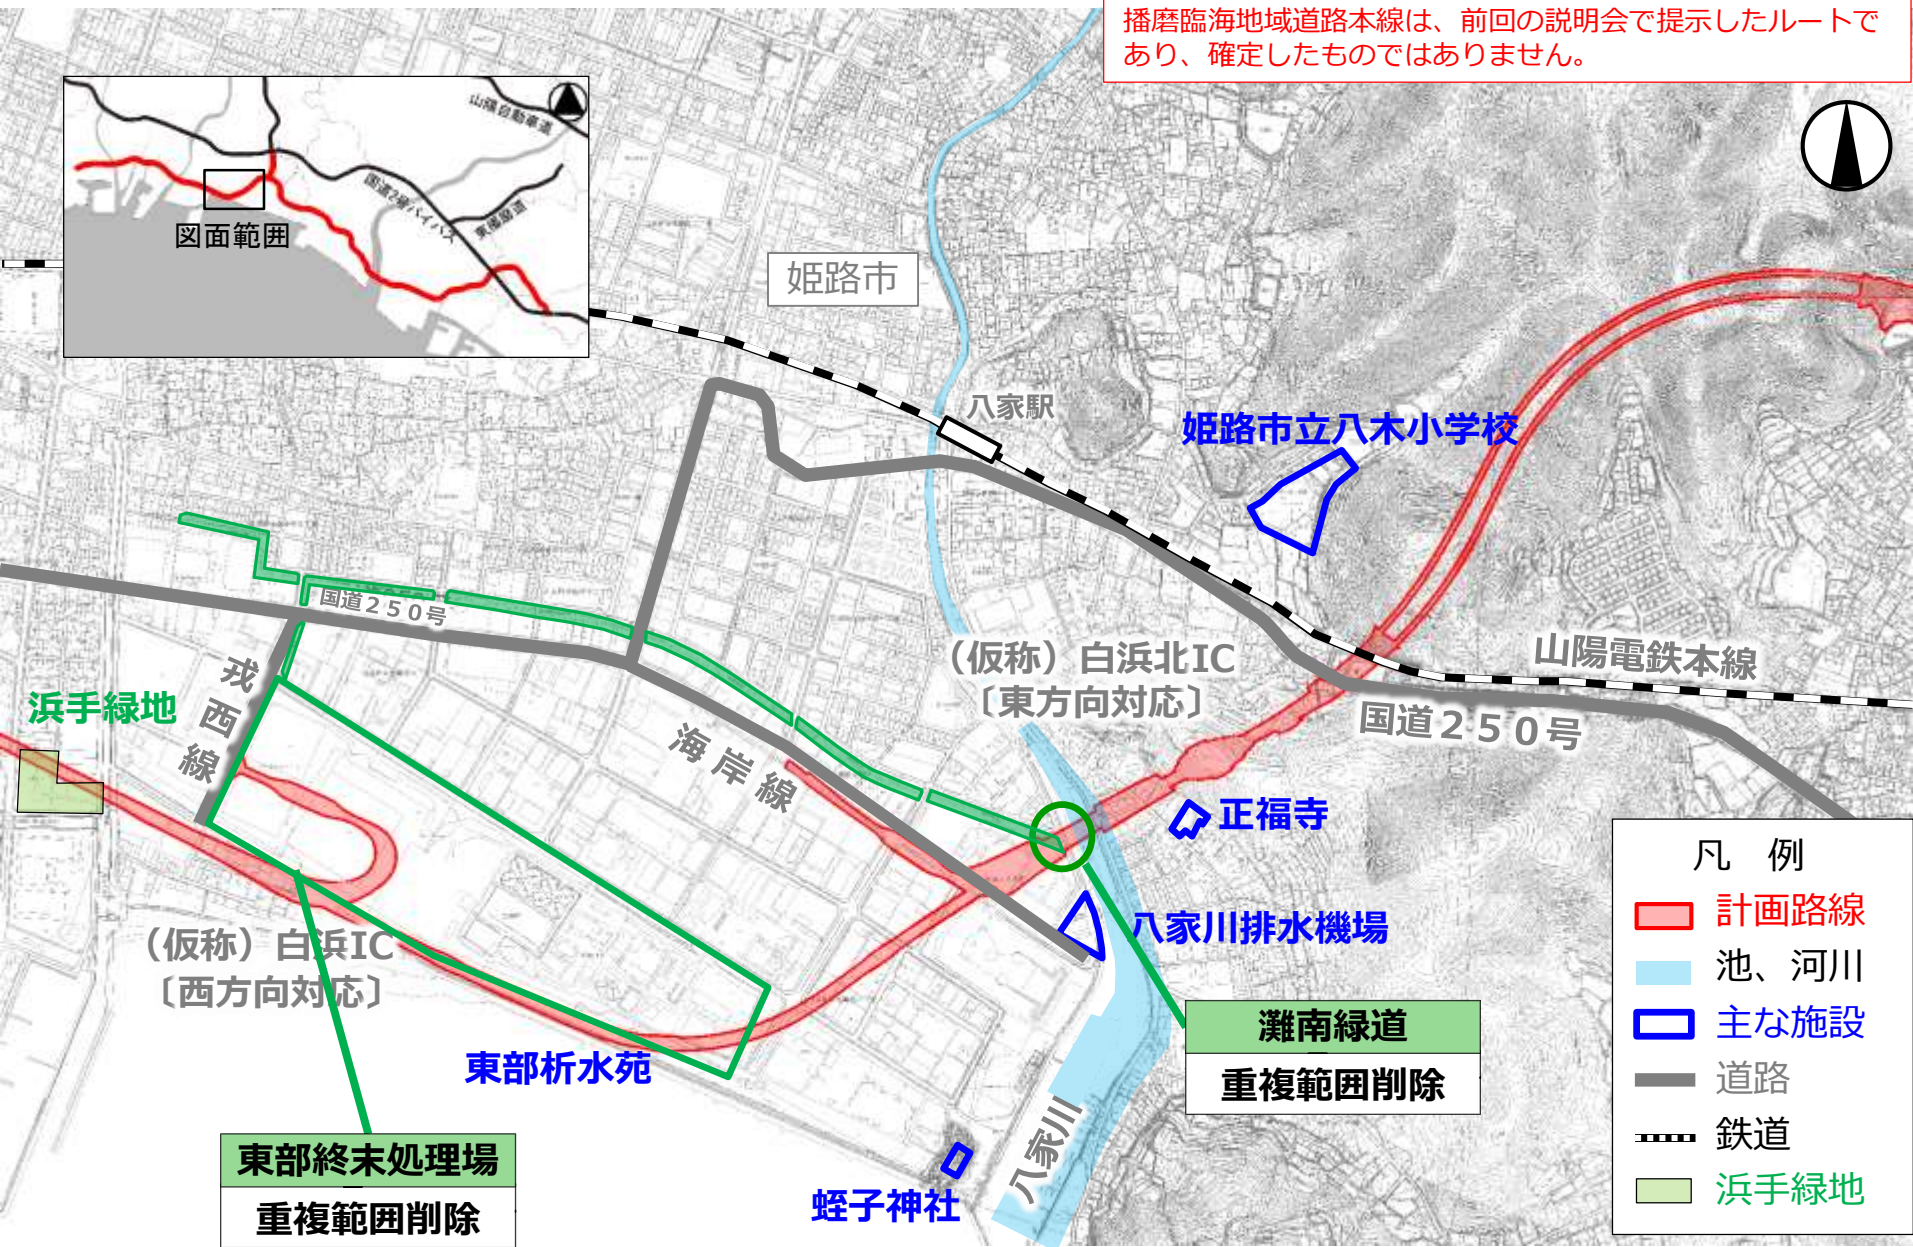 播磨臨海地域道路本線は、前回の説明会で提示したルートで
あり、確定したものではありません。
山陽自動車道
国道2号バイパス
東播磨道
図面範囲
姫路市
八家駅
姫路市立八木小学校
国道２５０号
（仮称）白浜北IC
〔東方向対応〕
山陽電鉄本線
国道２５０号
戎西線
浜手緑地
海岸線
正福寺
（仮称）白浜IC
〔西方向対応〕
八家川排水機場
東部析水苑
灘南緑道
重複範囲削除
八家川
東部終末処理場
重複範囲削除
蛭子神社
凡　例
計画路線
池、河川
主な施設
道路
鉄道
浜手緑地